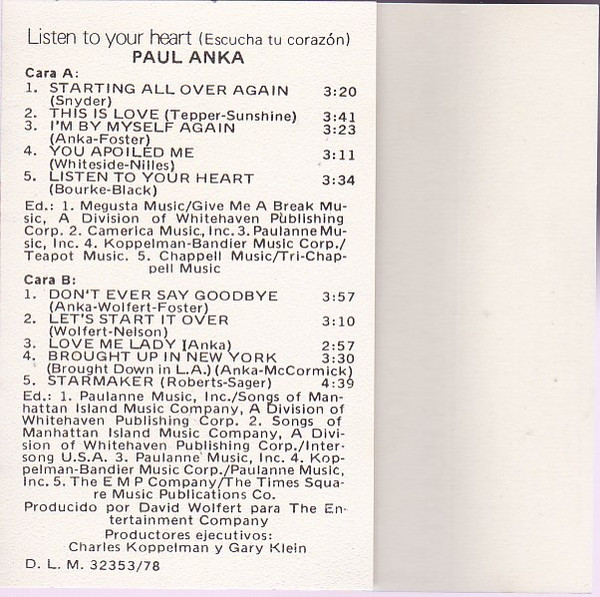 Listen to your heart (Escucha tu corazón)
PAUL ANKA
Cara A:
1. STARTING ALL OVER AGAIN 3:20
(Snyder)
2. THIS IS LOVE (Tepper-Sunshine) 3:41
3. I'M BY MYSELF AGAIN 3:23
(Anka-Foster)
4. YOU APOILED ME 3:11
(Whiteside-Nilles)
5. LISTEN TO YOUR HEART 3:34
(Bourke-Black)
Ed.: 1. Megusta Music/Give Me A Break Mu-
sic, A Division of Whitehaven Publishing
Corp. 2. Camerica Music, Inc. 3. Paulanne Mu-
sic, Inc. 4. Koppelman-Bandier Music Corp./
Teapot Music. 5. Chappell Music/Tri-Chap-
pell Music
Cara B:
1. DON'T EVER SAY GOODBYE 3:57
(Anka-Wolfert-Foster)
2. LET'S START IT OVER 3:10
(Wolfert-Nelson)
3. LOVE ME LADY (Anka) 2:57
4. BROUGHT UP IN NEW YORK 3:30
(Brought Down in L.A.) (Anka-McCormick)
5. STARMAKER (Roberts-Sager) 4:39
Ed.: 1. Paulanne Music, Inc./Songs of Man-
hattan Island Music Company, A Division of
Whitehaven Publishing Corp. 2. Songs of
Manhattan Island Music Company, A Divi-
sion of Whitehaven Publishing Corp./Inter-
song U.S.A. 3. Paulanne Music, Inc. 4. Kop-
pelman-Bandier Music Corp./Paulanne Music,
Inc. 5. The E M P Company/The Times Squa-
re Music Publications Co.
Producido por David Wolfert para The En-
tertainment Company
Productores ejecutivos:
Charles Koppelman y Gary Klein
D. L. M. 32353/78